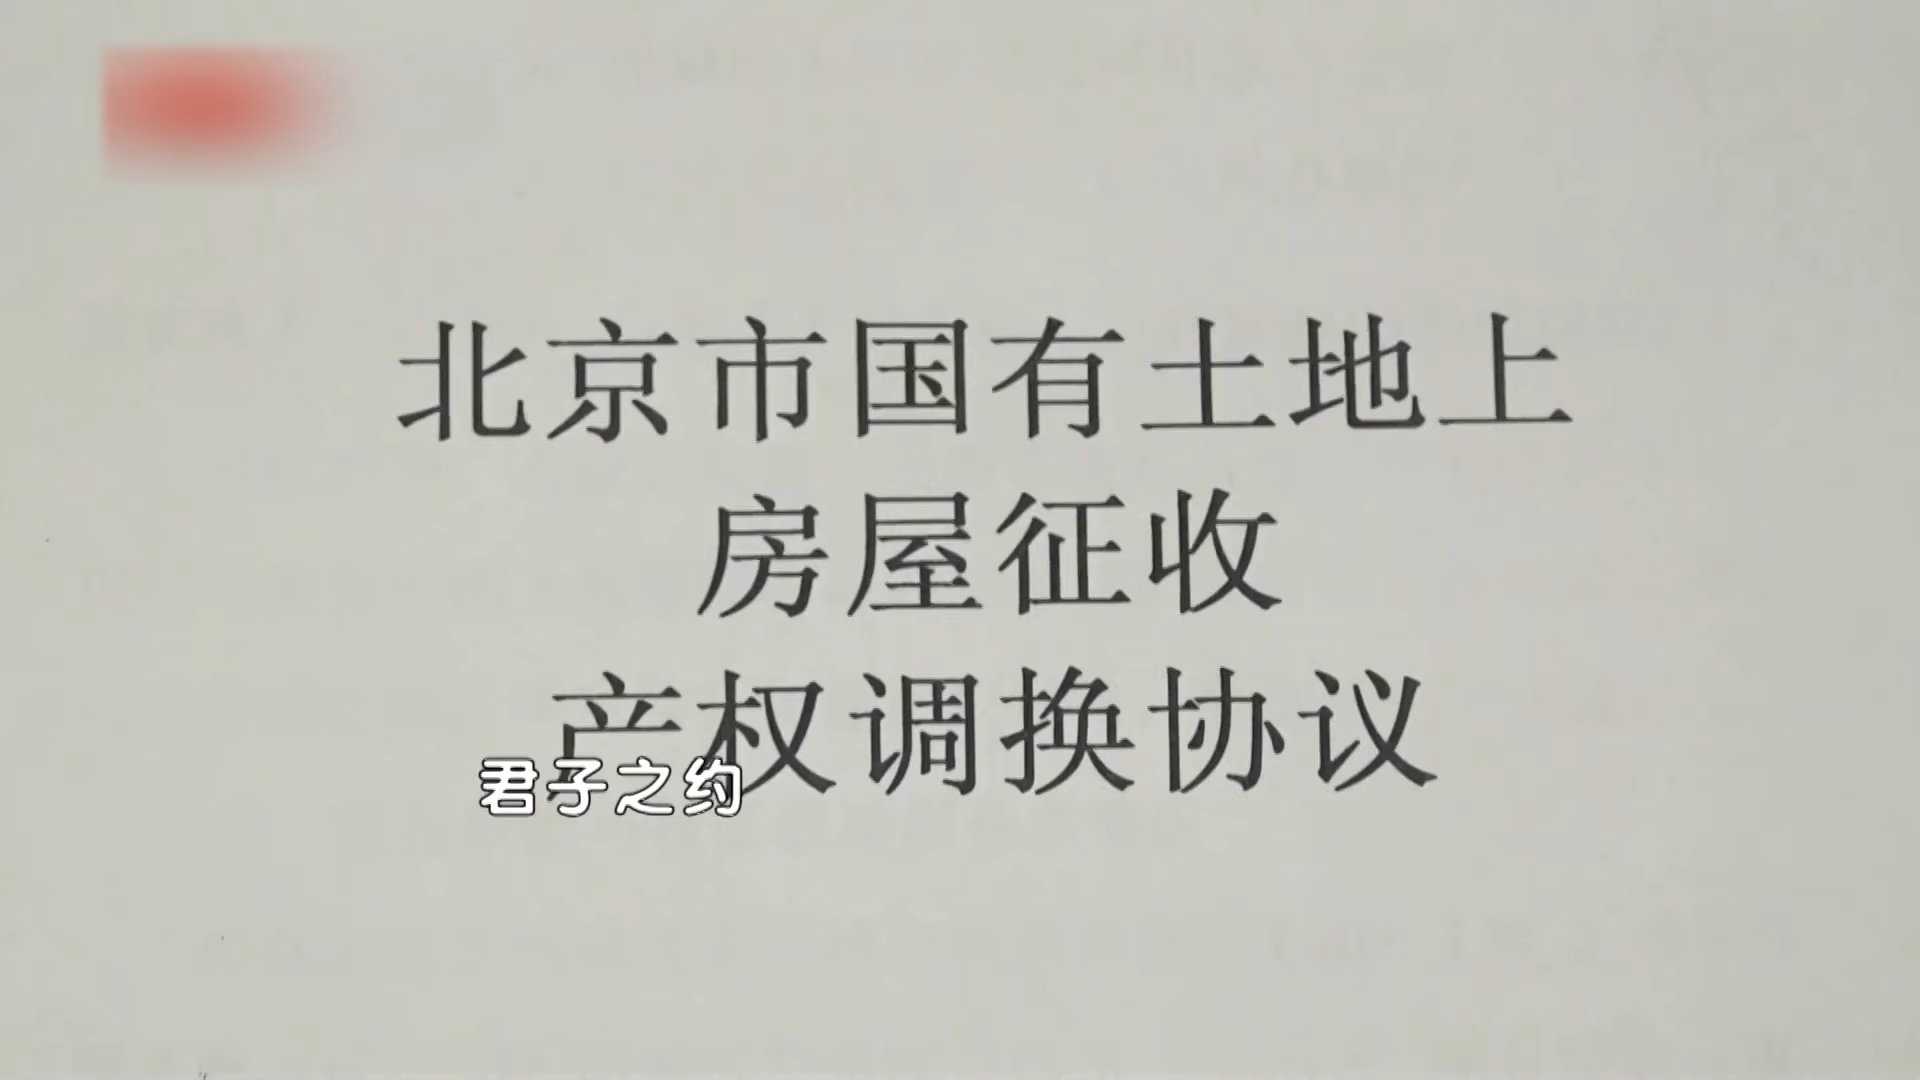 北京市国有土地上
房屋征收
产权调换协议
君子之约